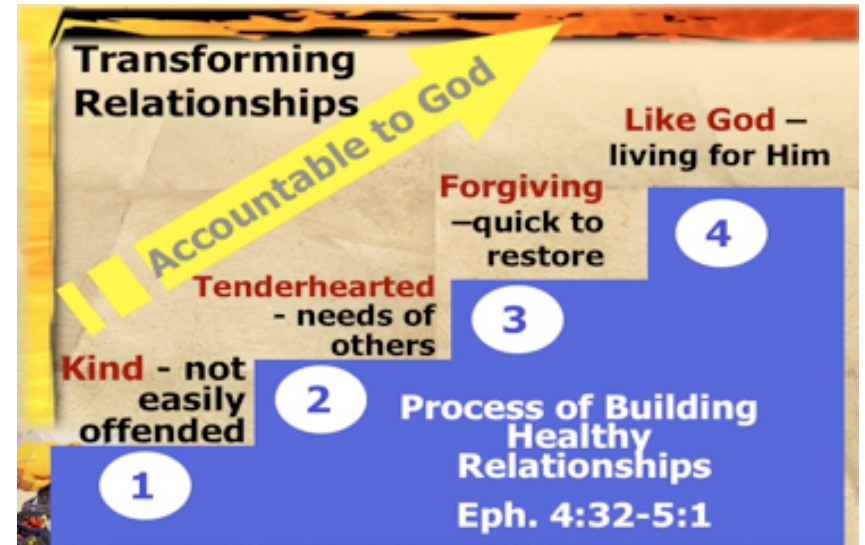 Transforming
Relationships
Accountable to God
Like God –
living for Him
Forgiving
–quick to
restore
Tenderhearted
- needs of
others
Kind - not
easily
offended
1
2
3
4
Process of Building
Healthy
Relationships
Eph. 4:32-5:1